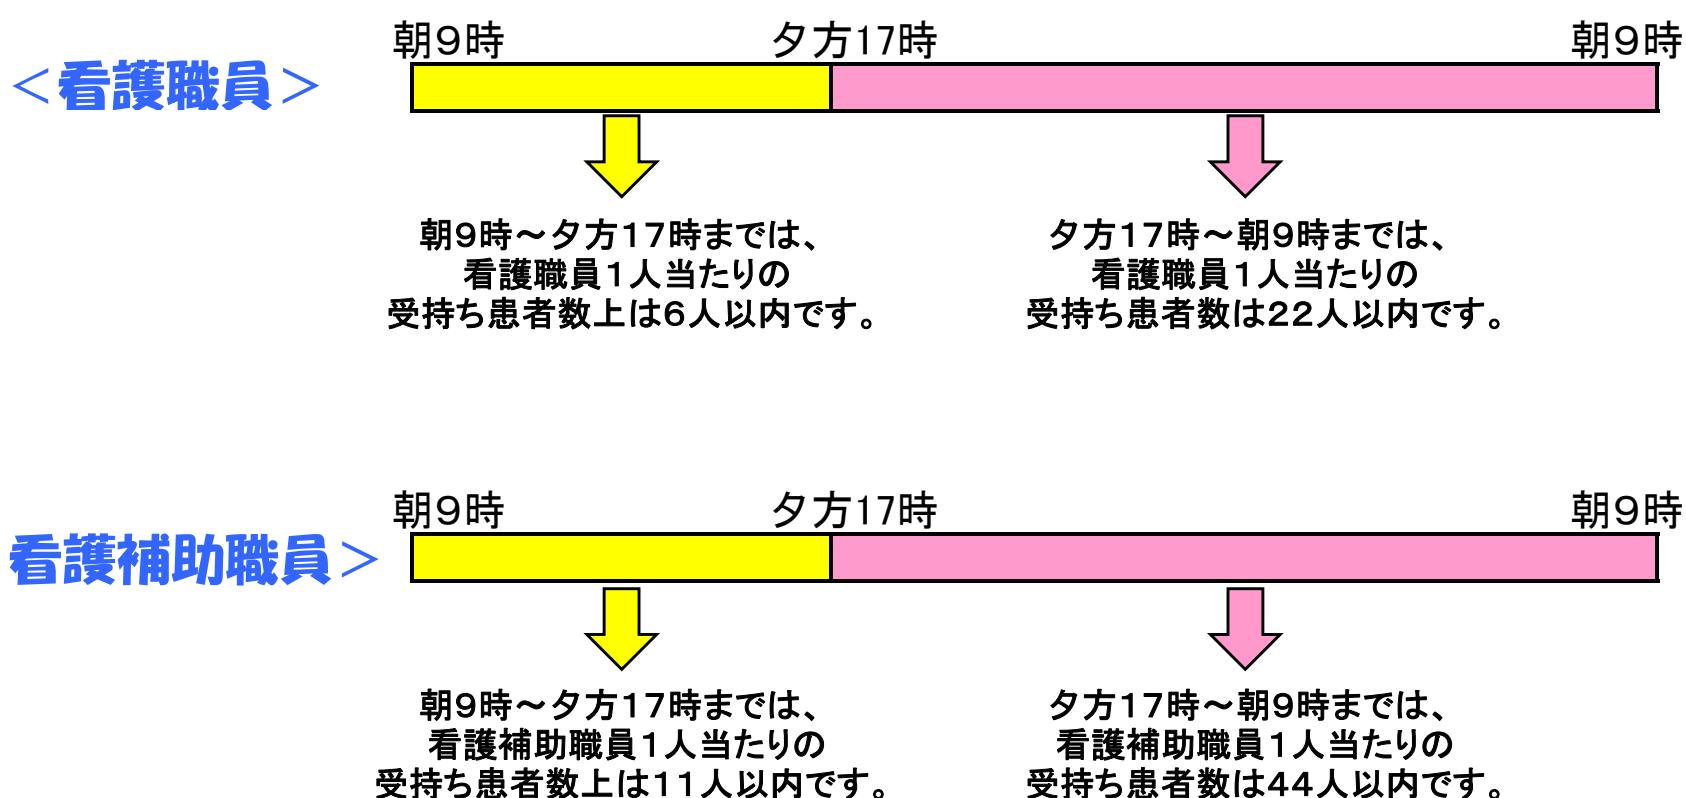 朝９時 夕方17時 朝９時
＜看護職員＞
朝９時～夕方１７時までは、
看護職員１人当たりの
受持ち患者数上は６人以内です。
夕方１７時～朝９時までは、
看護職員１人当たりの
受持ち患者数は２２人以内です。
朝９時 夕方17時 朝９時
看護補助職員＞
朝９時～夕方１７時までは、
看護補助職員１人当たりの
受持ち患者数上は１１人以内です。
夕方１７時～朝９時までは、
看護補助職員１人当たりの
受持ち患者数は４４人以内です。